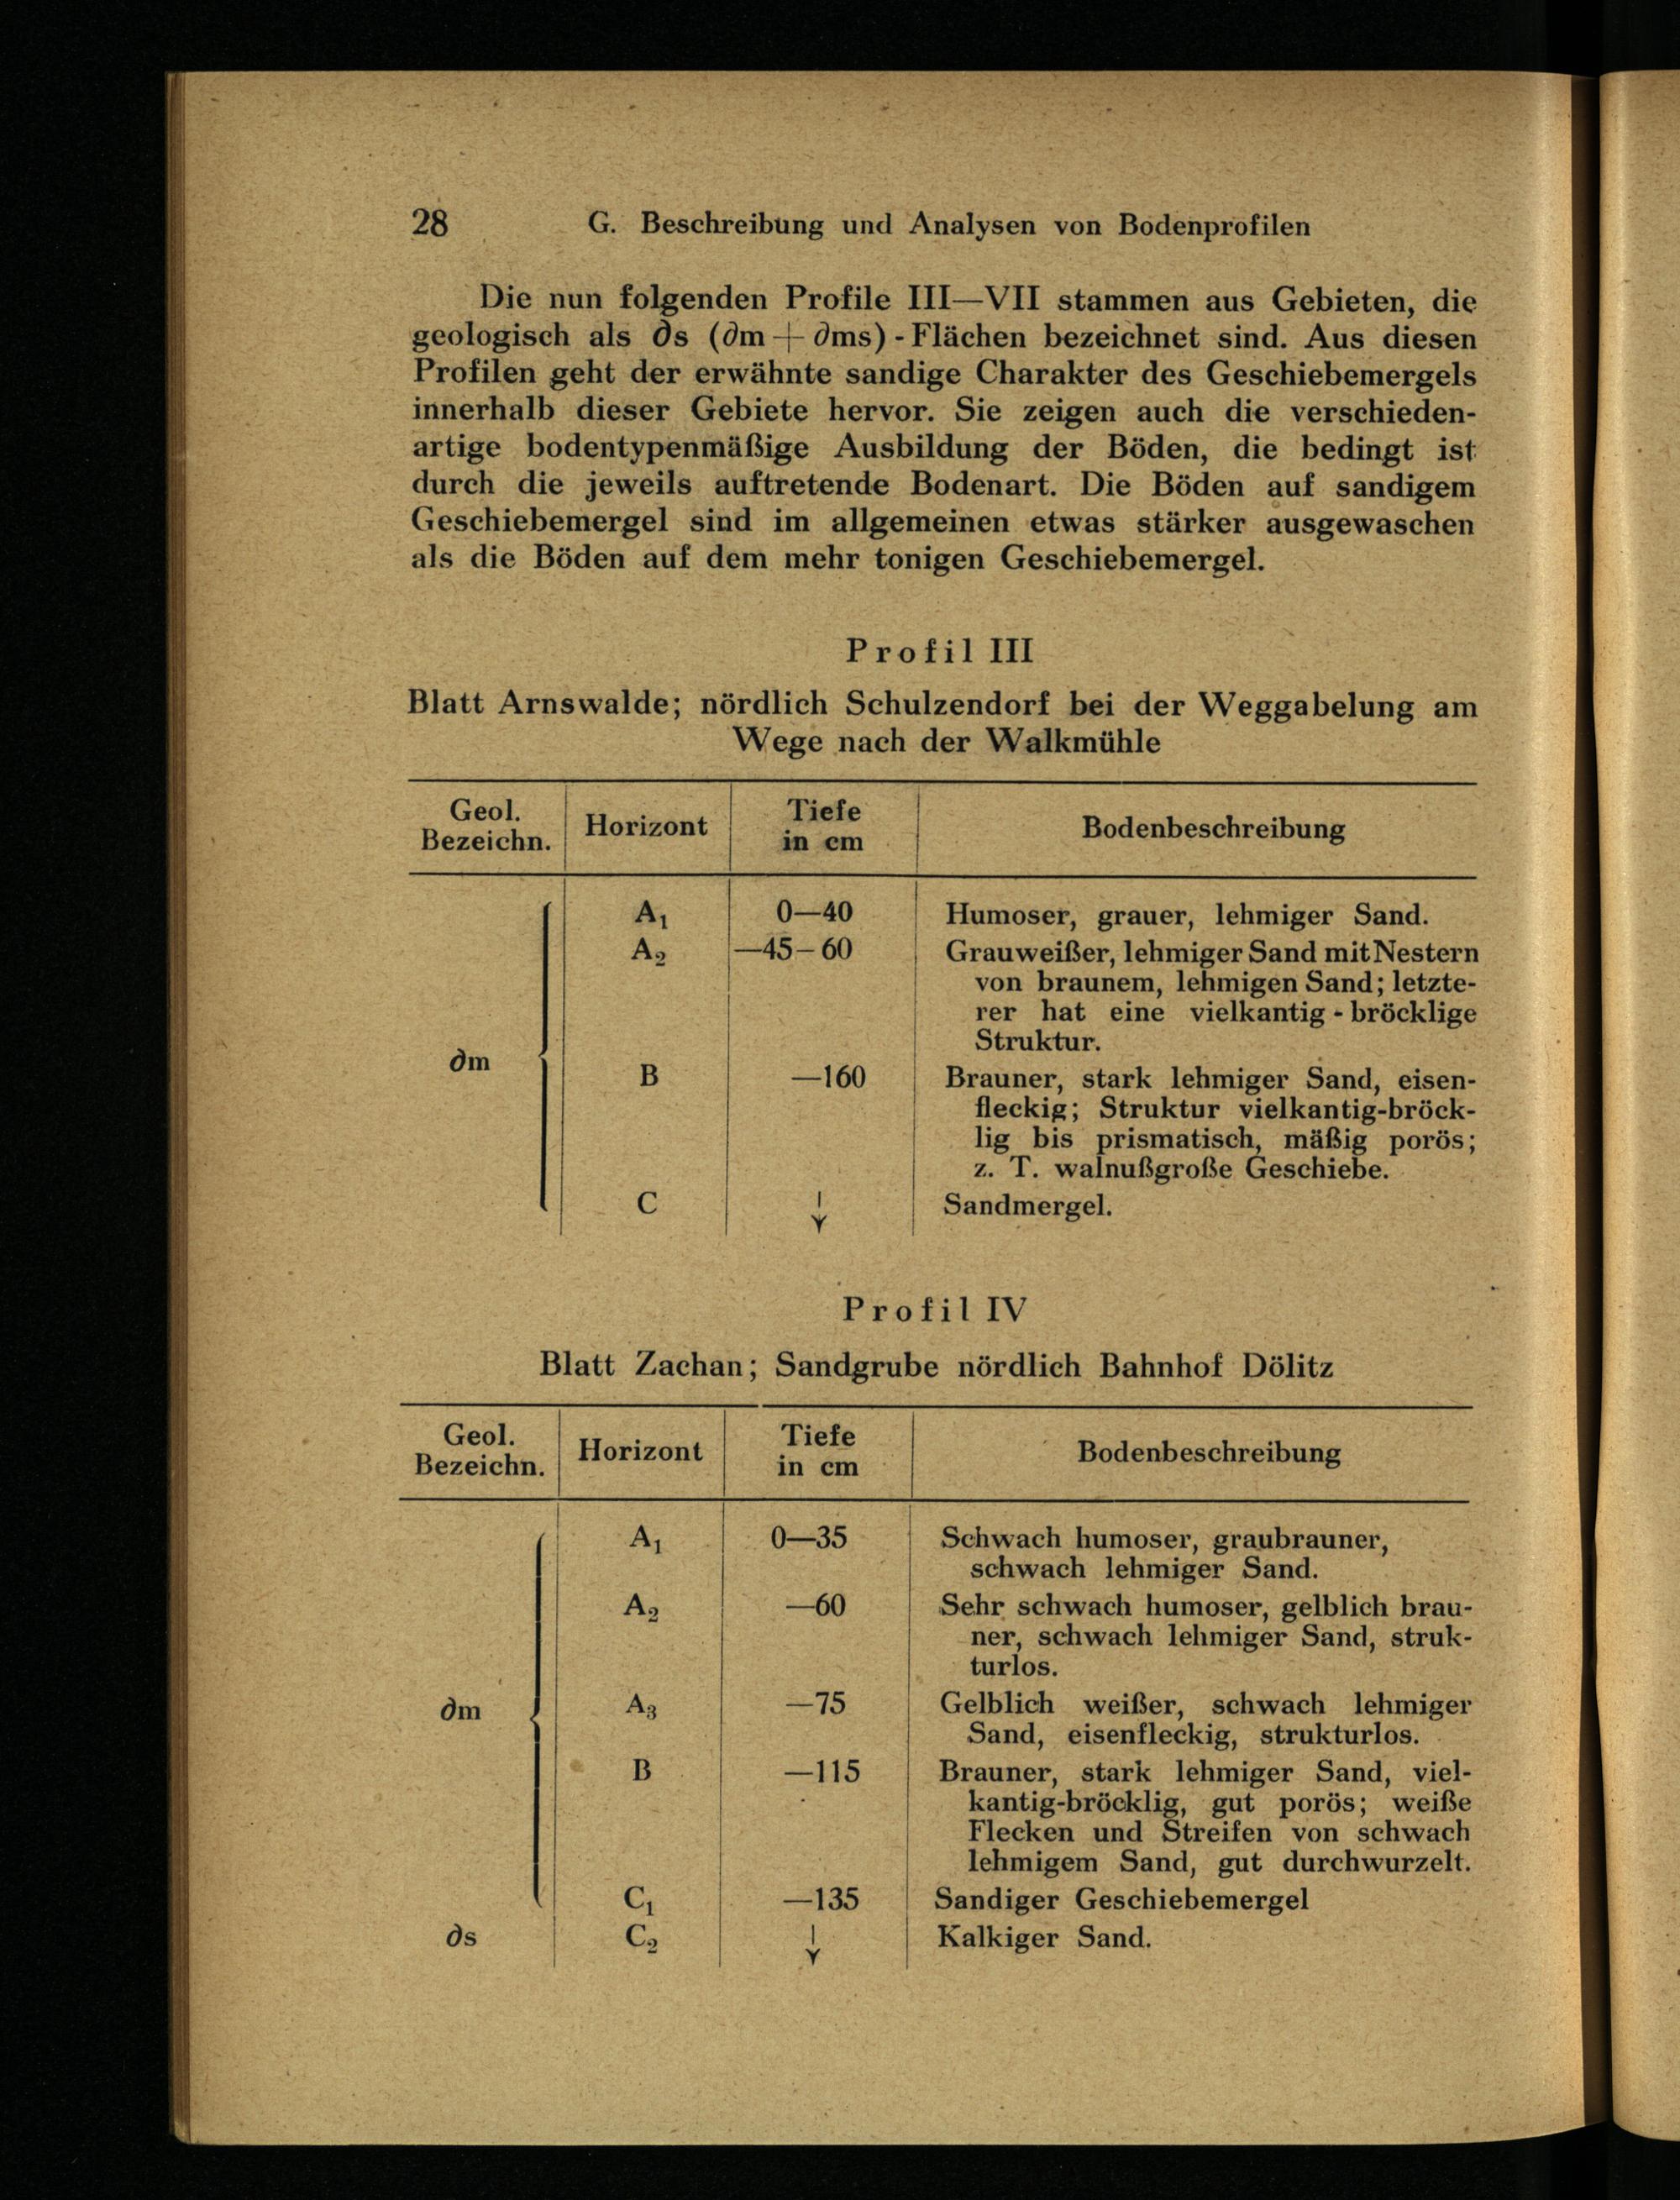 28 G. Beschreibung und Analysen von Bodenprofilen
Die nun folgenden Profile III—VII stammen aus Gebieten, die
geologisch als ∂s (∂m + ∂ms) - Flächen bezeichnet sind. Aus diesen
Profilen geht der erwähnte sandige Charakter des Geschiebemergels
innerhalb dieser Gebiete hervor. Sie zeigen auch die verschieden-
artige bodentypenmäßige Ausbildung der Böden, die bedingt ist
durch die jeweils auftretende Bodenart. Die Böden auf sandigem
Geschiebemergel sind im allgemeinen etwas stärker ausgewaschen
als die Böden auf dem mehr tonigen Geschiebemergel.
Profil III
Blatt Arnswalde; nördlich Schulzendorf bei der Weggabelung am
Wege nach der Walkmühle
Geol.
Bezeichn.
Horizont
Tiefe
in cm
Bodenbeschreibung
∂m
A₁ 0—40 Humoser, grauer, lehmiger Sand.
A₂ —45–60 Grauweißer, lehmiger Sand mit Nestern
von braunem, lehmigen Sand; letzte-
rer hat eine vielkantig - bröcklige
Struktur.
B —160 Brauner, stark lehmiger Sand, eisen-
fleckig; Struktur vielkantig-bröck-
lig bis prismatisch, mäßig porös;
z. T. walnußgroße Geschiebe.
C ↓ Sandmergel.
Profil IV
Blatt Zachan; Sandgrube nördlich Bahnhof Dölitz
Geol.
Bezeichn.
Horizont
Tiefe
in cm
Bodenbeschreibung
∂m
A₁ 0—35 Schwach humoser, graubrauner,
schwach lehmiger Sand.
A₂ —60 Sehr schwach humoser, gelblich brau-
ner, schwach lehmiger Sand, struk-
turlos.
A₃ —75 Gelblich weißer, schwach lehmiger
Sand, eisenfleckig, strukturlos.
B —115 Brauner, stark lehmiger Sand, viel-
kantig-bröcklig, gut porös; weiße
Flecken und Streifen von schwach
lehmigem Sand, gut durchwurzelt.
C₁ —135 Sandiger Geschiebemergel
∂s C₂ ↓ Kalkiger Sand.